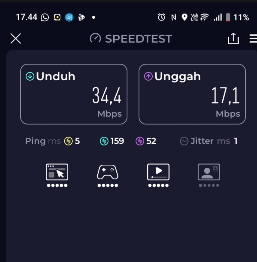 17.44 11%
SPEEDTEST
Unduh Unggah
34,4 17,1
Mbps Mbps
Ping ms 5 159 52 Jitter ms 1